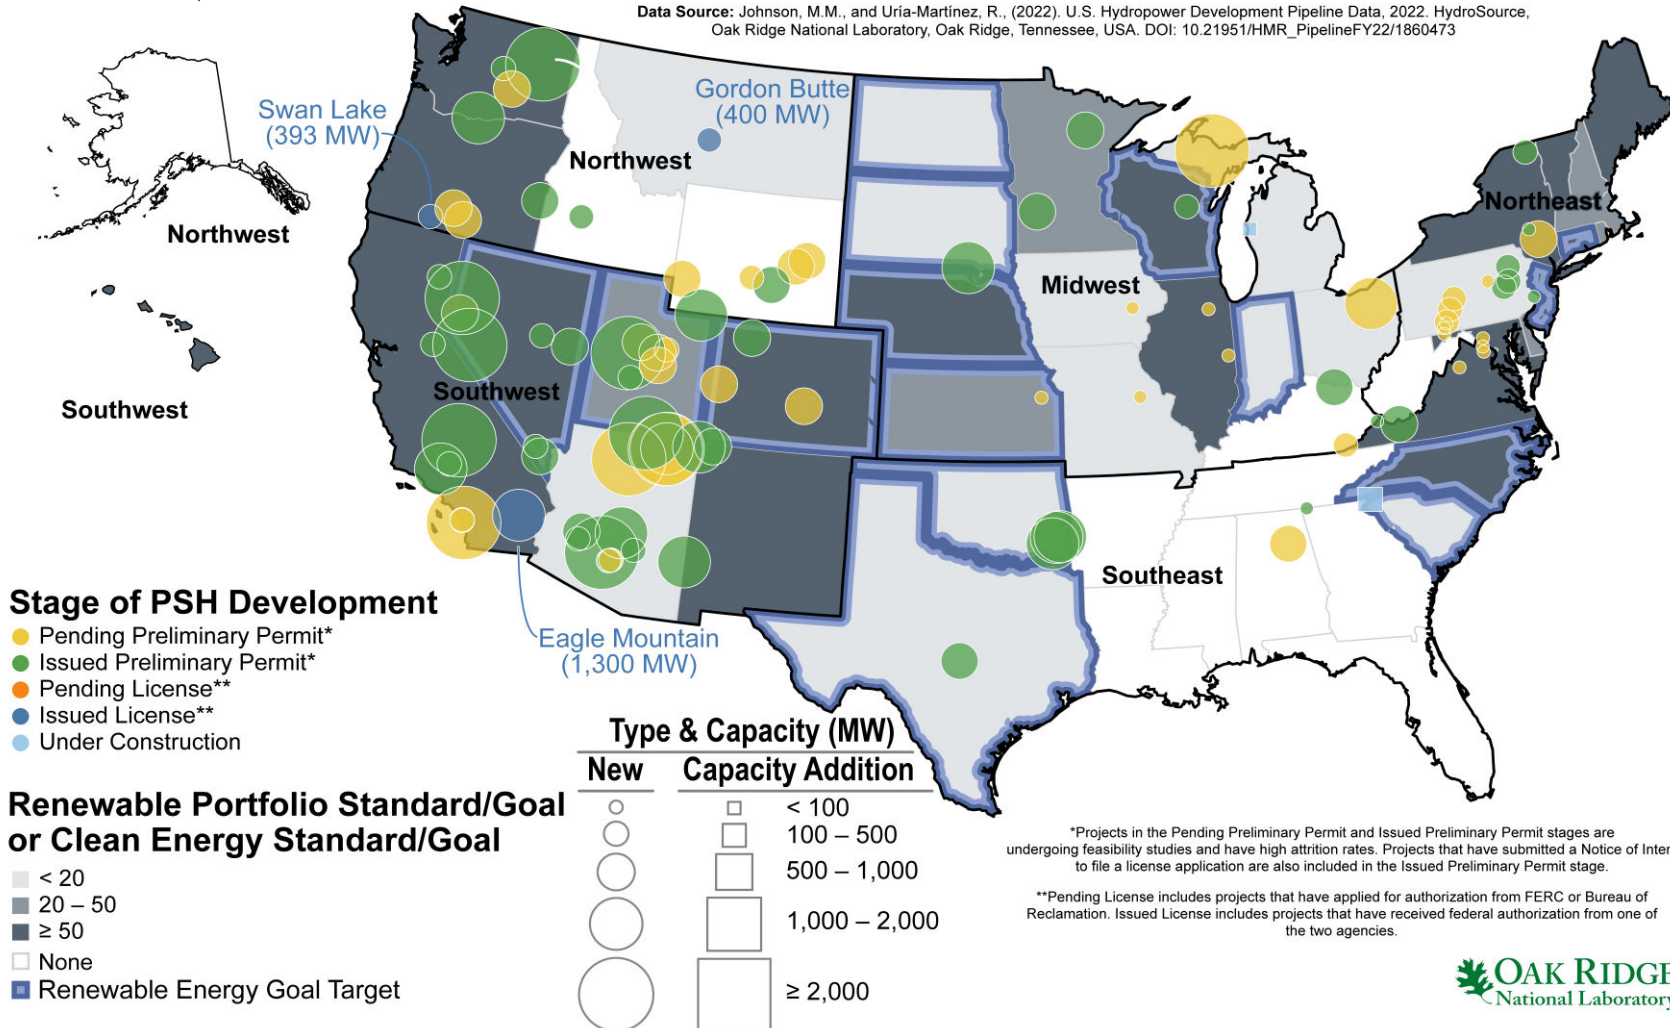 Data Source: Johnson, M.M., and Uría-Martínez, R., (2022). U.S. Hydropower Development Pipeline Data, 2022. HydroSource,
Oak Ridge National Laboratory, Oak Ridge, Tennessee, USA. DOI: 10.21951/HMR_PipelineFY22/1860473
Swan Lake
(393 MW)
Gordon Butte
(400 MW)
Northwest
Northwest
Northeast
Midwest
Southwest
Southwest
Southeast
Eagle Mountain
(1,300 MW)
Stage of PSH Development
Pending Preliminary Permit*
Issued Preliminary Permit*
Pending License**
Issued License**
Under Construction
Renewable Portfolio Standard/Goal
or Clean Energy Standard/Goal
< 20
20 – 50
≥ 50
None
Renewable Energy Goal Target
Type & Capacity (MW)
New Capacity Addition
< 100
100 – 500
500 – 1,000
1,000 – 2,000
≥ 2,000
*Projects in the Pending Preliminary Permit and Issued Preliminary Permit stages are
undergoing feasibility studies and have high attrition rates. Projects that have submitted a Notice of Inten
to file a license application are also included in the Issued Preliminary Permit stage.
**Pending License includes projects that have applied for authorization from FERC or Bureau of
Reclamation. Issued License includes projects that have received federal authorization from one of
the two agencies.
OAK RIDGE
National Laboratory